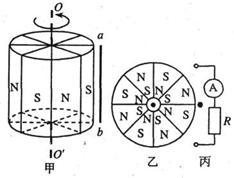 O
a
N S N S
b
O'
甲
N S N S N S N S
S N S N S N S N
乙
A
R
丙